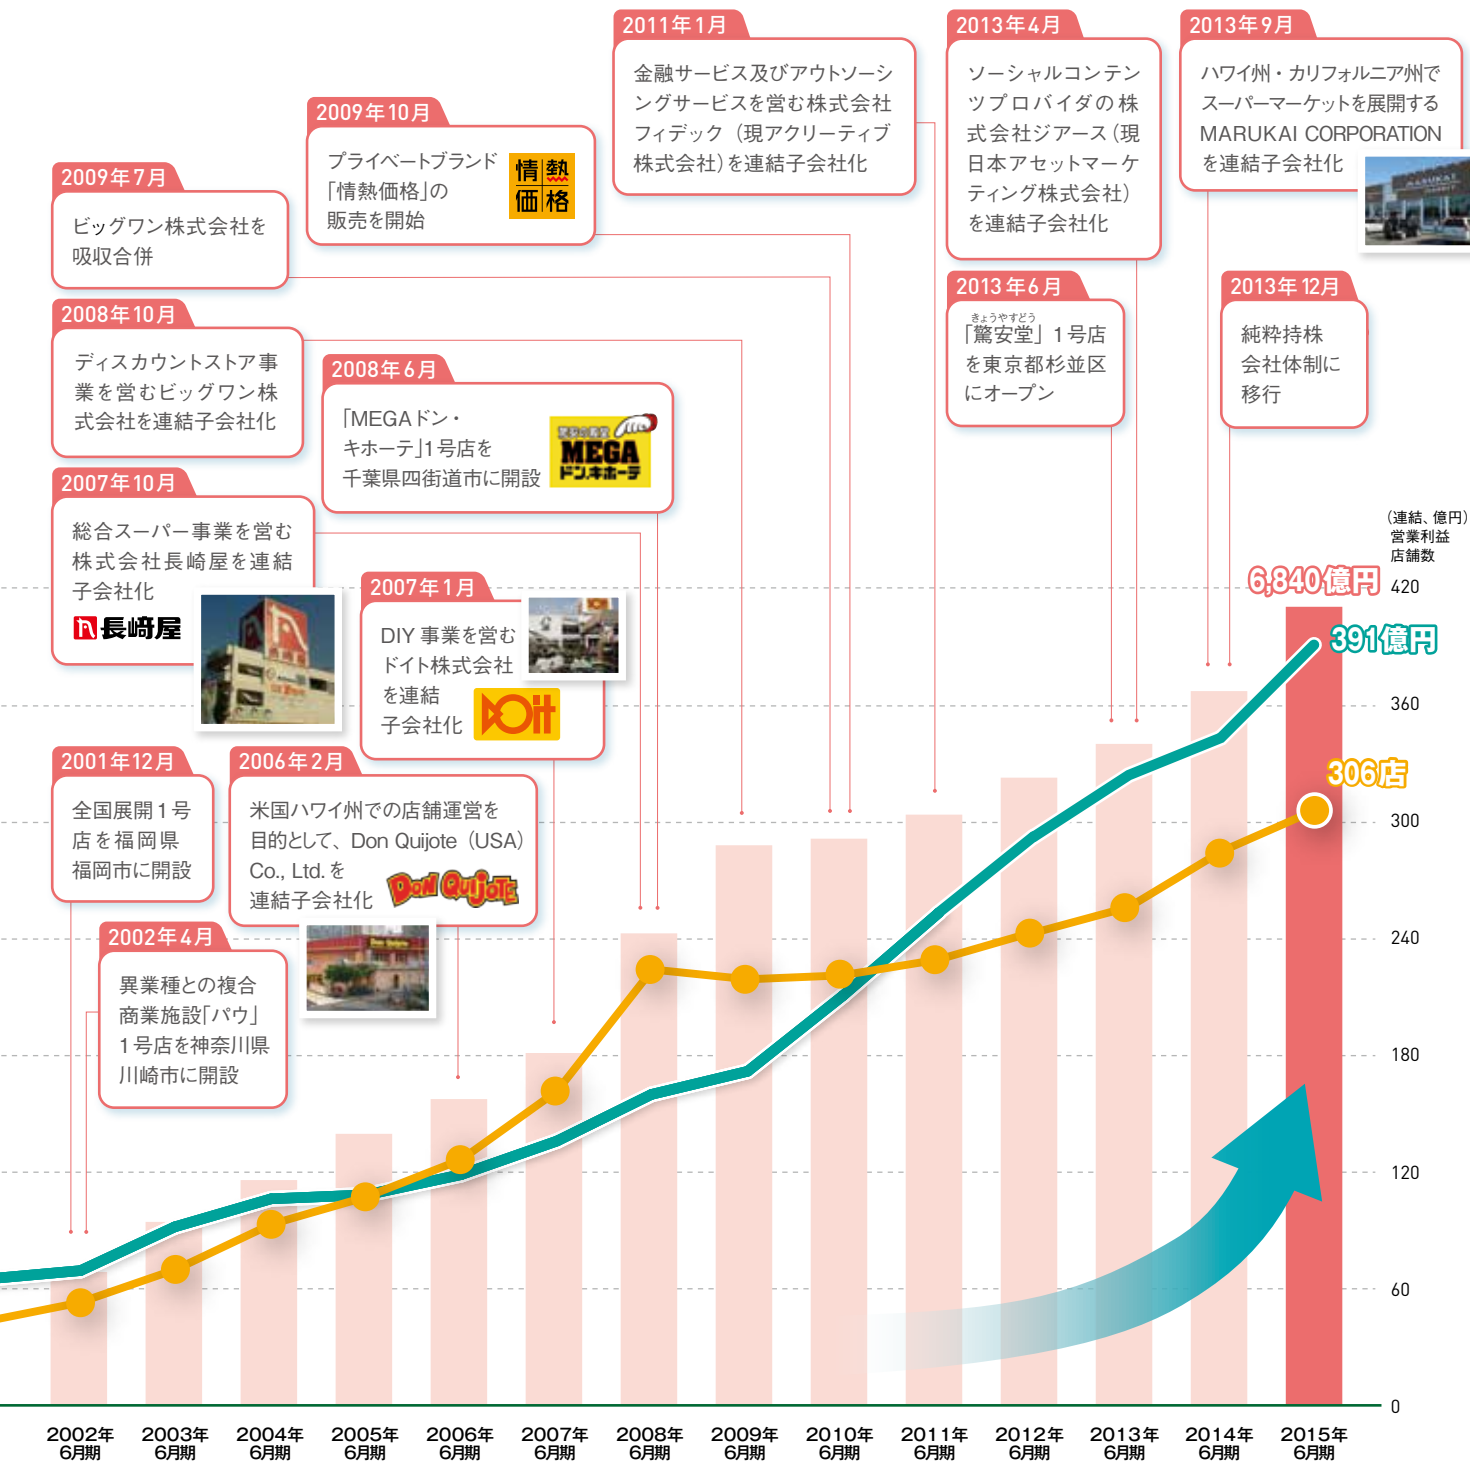 2011年1月
金融サービス及びアウトソーシ
ングサービスを営む株式会社
フィデック（現アクリーティブ
株式会社）を連結子会社化
2013年4月
ソーシャルコンテン
ツプロバイダの株
式会社ジアース（現
日本アセットマーケ
ティング株式会社）
を連結子会社化
2013年9月
ハワイ州・カリフォルニア州で
スーパーマーケットを展開する
MARUKAI CORPORATION
を連結子会社化
MARUKAI
2009年10月
プライベートブランド
「情熱価格」の
販売を開始
情熱
価格
2009年7月
ビッグワン株式会社を
吸収合併
2013年6月
きょうやすどう
「驚安堂」1号店
を東京都杉並区
にオープン
2013年12月
純粋持株
会社体制に
移行
2008年10月
ディスカウントストア事
業を営むビッグワン株
式会社を連結子会社化
2008年6月
「MEGAドン・
キホーテ」1号店を
千葉県四街道市に開設
驚安の殿堂
MEGA
ドン.キホーテ
2007年10月
総合スーパー事業を営む
株式会社長崎屋を連結
子会社化
長崎屋
2007年1月
DIY 事業を営む
ドイト株式会社
を連結
子会社化
Doit
2001年12月
全国展開1号
店を福岡県
福岡市に開設
2006年2月
米国ハワイ州での店舗運営を
目的として、Don Quijote（USA）
Co., Ltd. を
連結子会社化
Don Quijote
Don Quijote
2002年4月
異業種との複合
商業施設「パウ」
1号店を神奈川県
川崎市に開設
（連結、億円）
営業利益
店舗数
6,840億円
391億円
306店
420
360
300
240
180
120
60
0
2002年
6月期
2003年
6月期
2004年
6月期
2005年
6月期
2006年
6月期
2007年
6月期
2008年
6月期
2009年
6月期
2010年
6月期
2011年
6月期
2012年
6月期
2013年
6月期
2014年
6月期
2015年
6月期